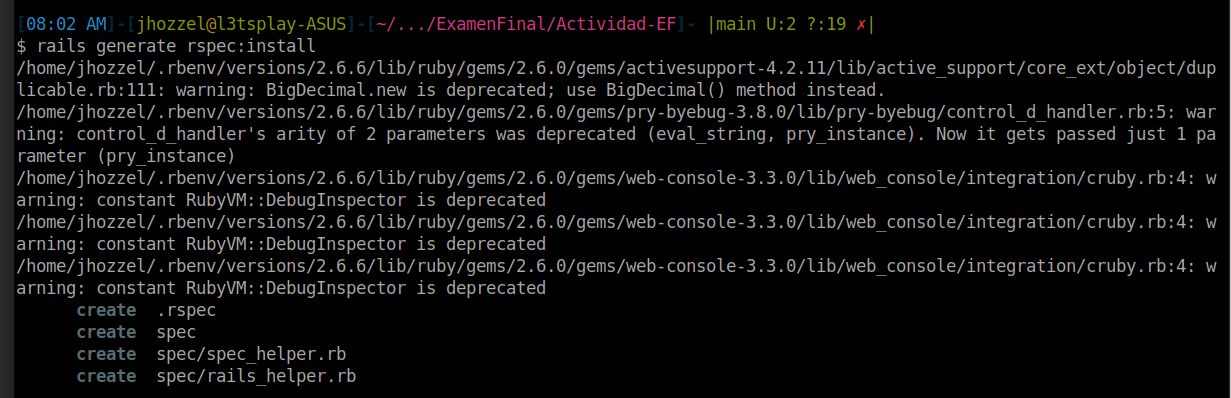 [08:02 AM]-[jhozzel@l3tsplay-ASUS]-[~/.../ExamenFinal/Actividad-EF]- |main U:2 ?:19 ✗|
$ rails generate rspec:install
/home/jhozzel/.rbenv/versions/2.6.6/lib/ruby/gems/2.6.0/gems/activesupport-4.2.11/lib/active_support/core_ext/object/dup
licable.rb:111: warning: BigDecimal.new is deprecated; use BigDecimal() method instead.
/home/jhozzel/.rbenv/versions/2.6.6/lib/ruby/gems/2.6.0/gems/pry-byebug-3.8.0/lib/pry-byebug/control_d_handler.rb:5: war
ning: control_d_handler's arity of 2 parameters was deprecated (eval_string, pry_instance). Now it gets passed just 1 pa
rameter (pry_instance)
/home/jhozzel/.rbenv/versions/2.6.6/lib/ruby/gems/2.6.0/gems/web-console-3.3.0/lib/web_console/integration/cruby.rb:4: w
arning: constant RubyVM::DebugInspector is deprecated
/home/jhozzel/.rbenv/versions/2.6.6/lib/ruby/gems/2.6.0/gems/web-console-3.3.0/lib/web_console/integration/cruby.rb:4: w
arning: constant RubyVM::DebugInspector is deprecated
/home/jhozzel/.rbenv/versions/2.6.6/lib/ruby/gems/2.6.0/gems/web-console-3.3.0/lib/web_console/integration/cruby.rb:4: w
arning: constant RubyVM::DebugInspector is deprecated
create .rspec
create spec
create spec/spec_helper.rb
create spec/rails_helper.rb